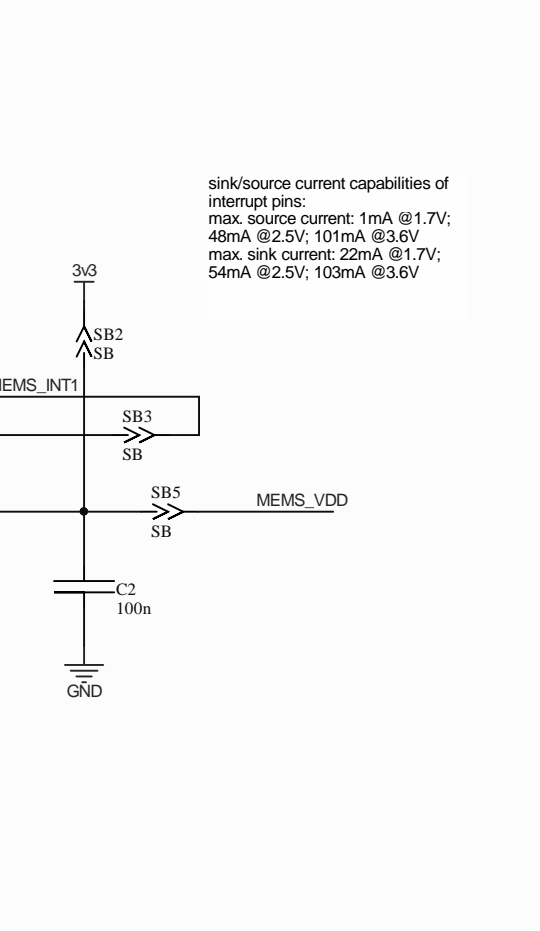 sink/source current capabilities of
interrupt pins:
max. source current: 1mA @1.7V;
48mA @2.5V; 101mA @3.6V
max. sink current: 22mA @1.7V;
54mA @2.5V; 103mA @3.6V
3v3
SB2
SB
EMS_INT1
SB3
SB
SB5
MEMS_VDD
SB
C2
100n
GND